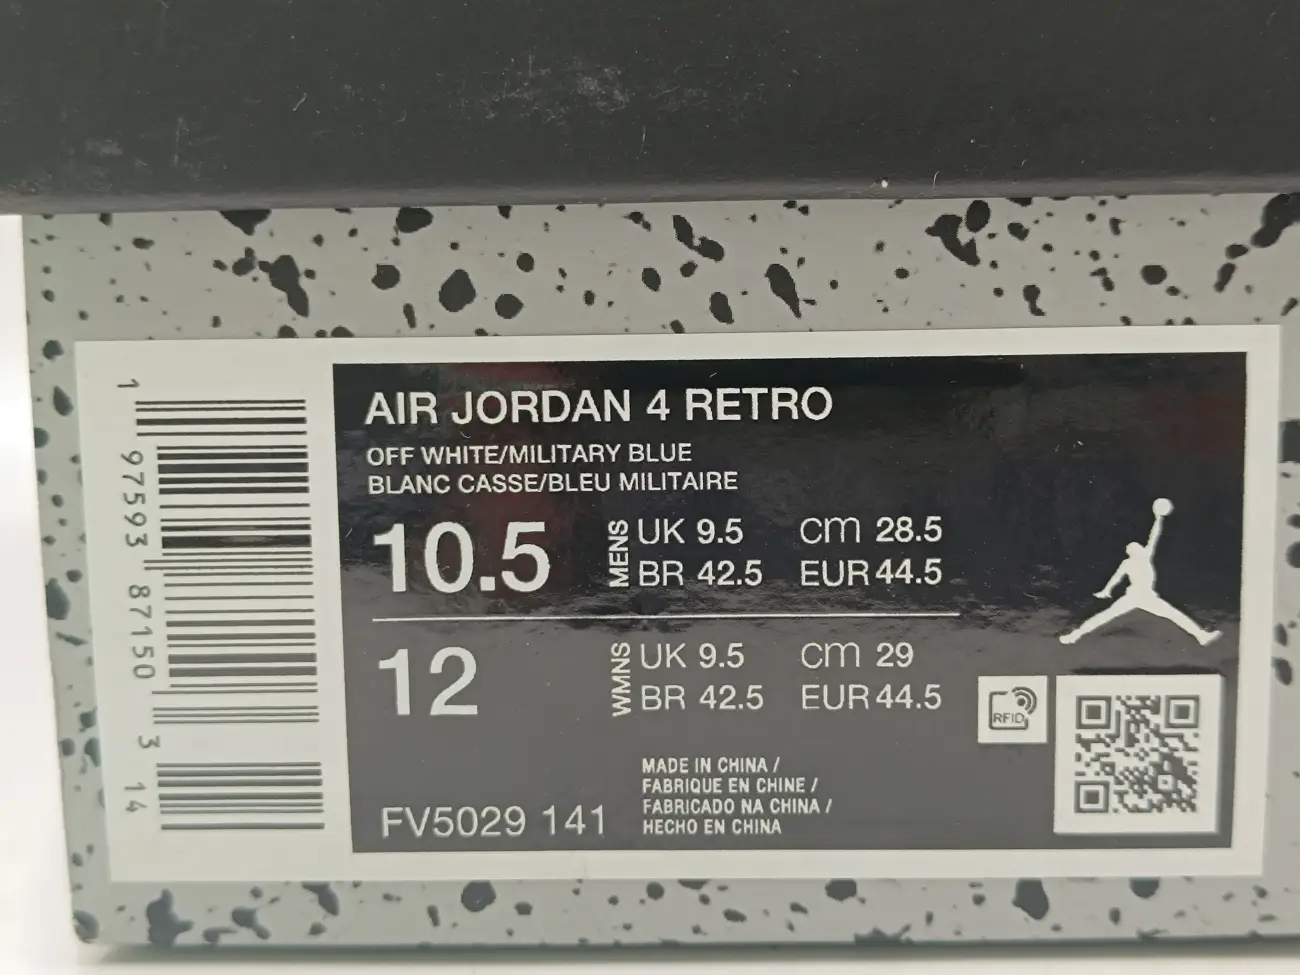 AIR JORDAN 4 RETRO
OFF WHITE/MILITARY BLUE
BLANC CASSE/BLEU MILITAIRE
10.5 MENS UK 9.5 CM 28.5
BR 42.5 EUR 44.5
12 WMNS UK 9.5 CM 29
BR 42.5 EUR 44.5
RFID
MADE IN CHINA /
FABRIQUE EN CHINE /
FABRICADO NA CHINA /
HECHO EN CHINA
FV5029 141
1 97593 87150 3 14